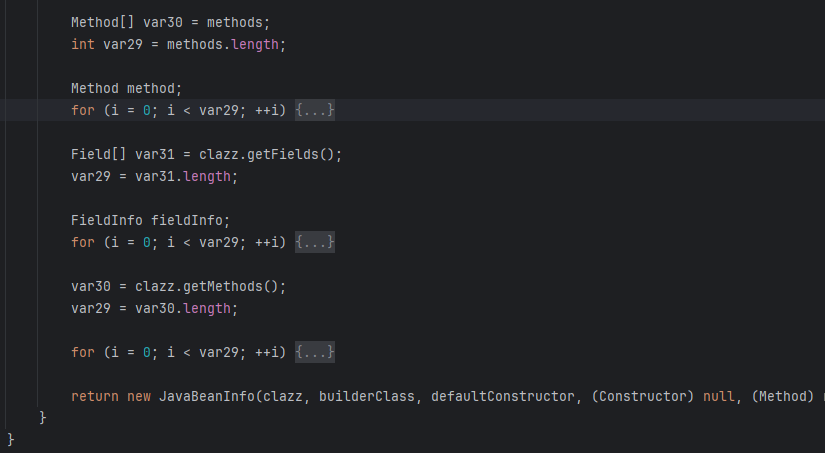 Method[] var30 = methods;
int var29 = methods.length;
Method method;
for (i = 0; i < var29; ++i) {...}
Field[] var31 = clazz.getFields();
var29 = var31.length;
FieldInfo fieldInfo;
for (i = 0; i < var29; ++i) {...}
var30 = clazz.getMethods();
var29 = var30.length;
for (i = 0; i < var29; ++i) {...}
return new JavaBeanInfo(clazz, builderClass, defaultConstructor, (Constructor) null, (Method)
}
}